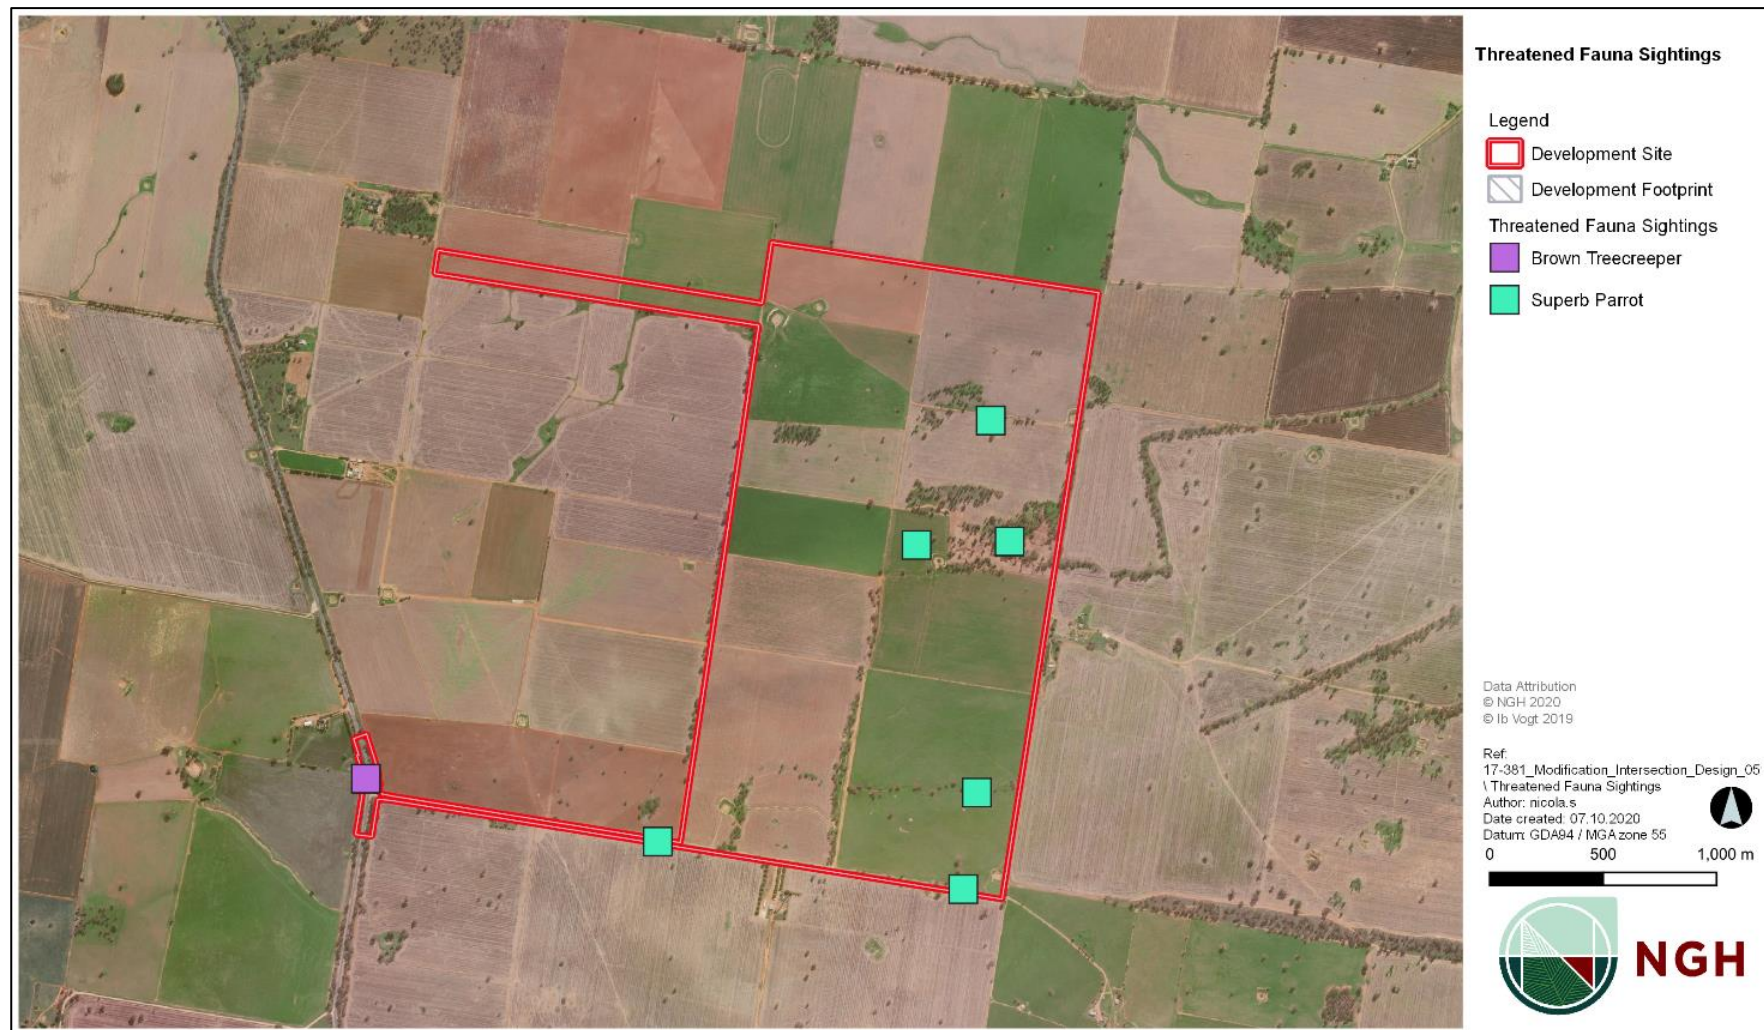 Threatened Fauna Sightings
Legend
Development Site
Development Footprint
Threatened Fauna Sightings
Brown Treecreeper
Superb Parrot
Data Attribution
© NGH 2020
© Ib Vogt 2019
Ref:
17-381_Modification_Intersection_Design_05
\ Threatened Fauna Sightings
Author: nicola.s
Date created: 07.10.2020
Datum: GDA94 / MGA zone 55
0 500 1,000 m
NGH